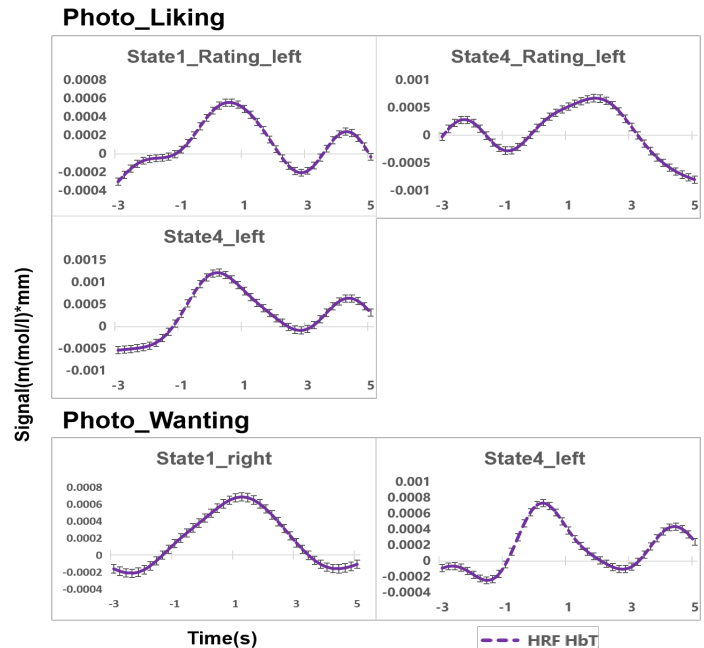 Photo_Liking
State1_Rating_left
0.0008
0.0006
0.0004
0.0002
0
-0.0002
-0.0004
-3 -1 1 3 5
State4_Rating_left
0.001
0.0005
0
-0.0005
-0.001
-3 -1 1 3 5
State4_left
0.0015
0.001
0.0005
0
-0.0005
-0.001
-3 -1 1 3 5
Signal(m(mol/l)*mm)
Photo_Wanting
State1_right
0.0008
0.0006
0.0004
0.0002
0
-0.0002
-0.0004
-3 -1 1 3 5
State4_left
0.001
0.0008
0.0006
0.0004
0.0002
0
-0.0002
-0.0004
-3 -1 1 3 5
Time(s)
HRF HbT